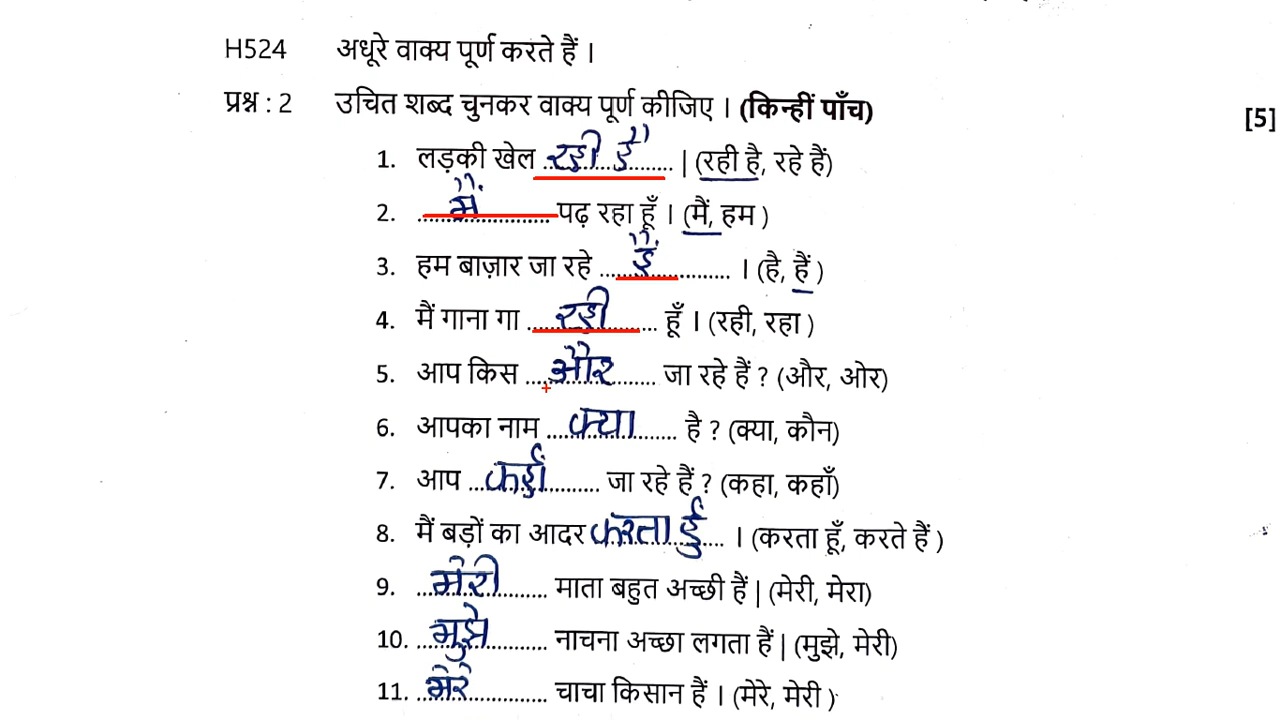 H524 अधूरे वाक्य पूर्ण करते हैं ।
प्रश्न : 2 उचित शब्द चुनकर वाक्य पूर्ण कीजिए । (किन्हीं पाँच) [5]
1. लड़की खेल रही है | (रही है, रहे हैं)
2. मैं पढ़ रहा हूँ । (मैं, हम )
3. हम बाज़ार जा रहे हैं । (है, हैं )
4. मैं गाना गा रही हूँ । (रही, रहा )
5. आप किस और जा रहे हैं ? (और, ओर)
6. आपका नाम क्या है ? (क्या, कौन)
7. आप कहाँ जा रहे हैं ? (कहा, कहाँ)
8. मैं बड़ों का आदर करता हूँ । (करता हूँ, करते हैं )
9. मेरी माता बहुत अच्छी हैं | (मेरी, मेरा)
10. मुझे नाचना अच्छा लगता हैं | (मुझे, मेरी)
11. मेरे चाचा किसान हैं । (मेरे, मेरी )